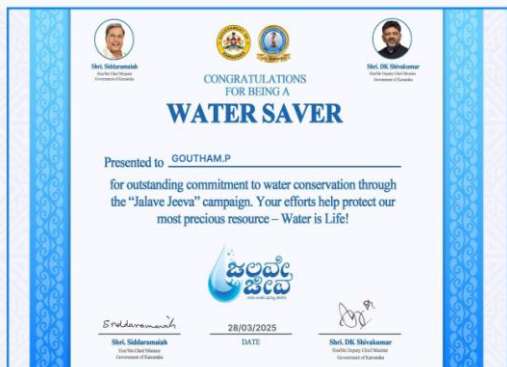 Shri. Siddaramaiah
Hon'ble Chief Minister
Government of Karnataka
Shri. DK Shivakumar
Hon'ble Deputy Chief Minister
Government of Karnataka
CONGRATULATIONS
FOR BEING A
WATER SAVER
Presented to GOUTHAM.P
for outstanding commitment to water conservation through
the “Jalave Jeeva” campaign. Your efforts help protect our
most precious resource – Water is Life!
ಜಲವೇ
ಜೀವ
Siddaramaiah
28/03/2025
Shri. Siddaramaiah
Hon'ble Chief Minister
Government of Karnataka
DATE
Shri. DK Shivakumar
Hon'ble Deputy Chief Minister
Government of Karnataka